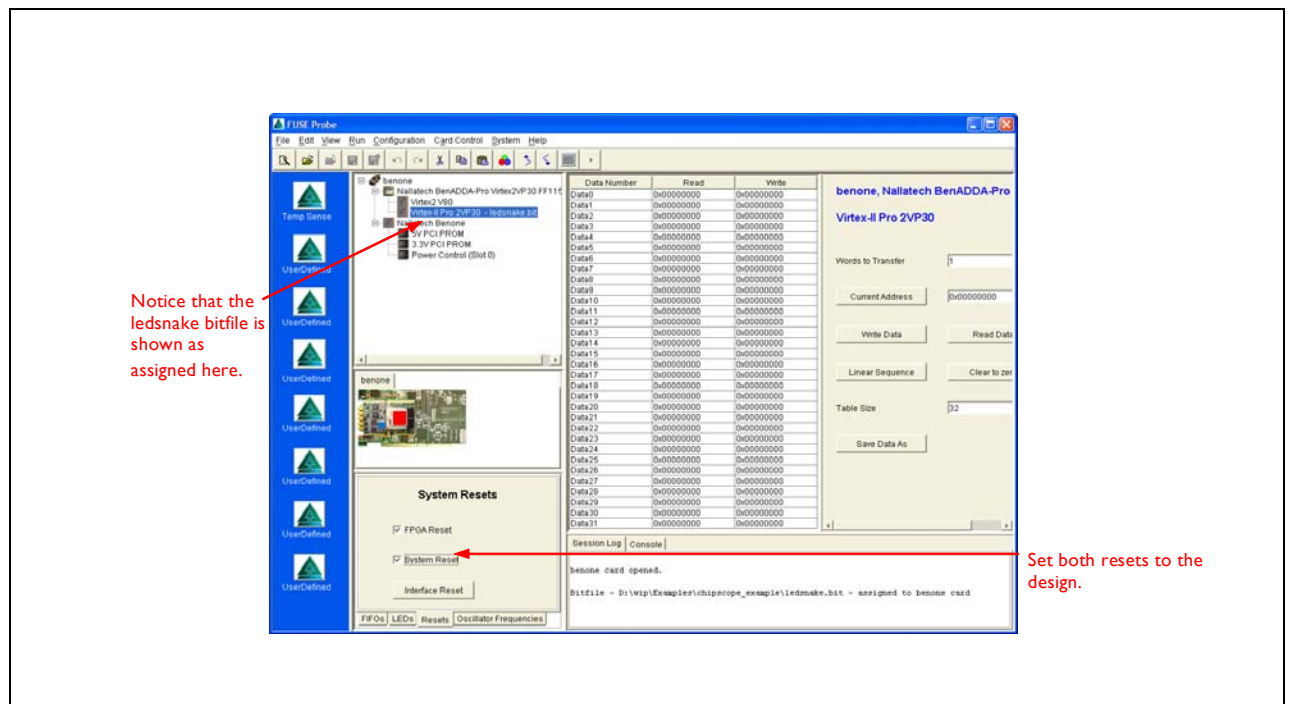 FUSE Probe
File Edit View Run Configuration Card Control System Help
Temp Sense
UserDefined
UserDefined
UserDefined
UserDefined
UserDefined
UserDefined
UserDefined
benone
Nallatech BenADDA-Pro Virtex2VP30 FF115
Virtex2 V80
Virtex-II Pro 2VP30 - ledsnake.bit
Nallatech Benone
5V PCI PROM
3.3V PCI PROM
Power Control (Slot 0)
benone
System Resets
FPGA Reset
System Reset
Interface Reset
FIFOs LEDs Resets Oscillator Frequencies
Data Number Read Write
Data0 0x00000000 0x00000000
Data1 0x00000000 0x00000000
Data2 0x00000000 0x00000000
Data3 0x00000000 0x00000000
Data4 0x00000000 0x00000000
Data5 0x00000000 0x00000000
Data6 0x00000000 0x00000000
Data7 0x00000000 0x00000000
Data8 0x00000000 0x00000000
Data9 0x00000000 0x00000000
Data10 0x00000000 0x00000000
Data11 0x00000000 0x00000000
Data12 0x00000000 0x00000000
Data13 0x00000000 0x00000000
Data14 0x00000000 0x00000000
Data15 0x00000000 0x00000000
Data16 0x00000000 0x00000000
Data17 0x00000000 0x00000000
Data18 0x00000000 0x00000000
Data19 0x00000000 0x00000000
Data20 0x00000000 0x00000000
Data21 0x00000000 0x00000000
Data22 0x00000000 0x00000000
Data23 0x00000000 0x00000000
Data24 0x00000000 0x00000000
Data25 0x00000000 0x00000000
Data26 0x00000000 0x00000000
Data27 0x00000000 0x00000000
Data28 0x00000000 0x00000000
Data29 0x00000000 0x00000000
Data30 0x00000000 0x00000000
Data31 0x00000000 0x00000000
benone, Nallatech BenADDA-Pro
Virtex-II Pro 2VP30
Words to Transfer 1
Current Address 0x00000000
Write Data Read Data
Linear Sequence Clear to zer
Table Size 32
Save Data As
Session Log Console
benone card opened.
Bitfile - D:\wip\Examples\chipscope_example\ledsnake.bit - assigned to benone card
Notice that the
ledsnake bitfile is
shown as
assigned here.
Set both resets to the
design.